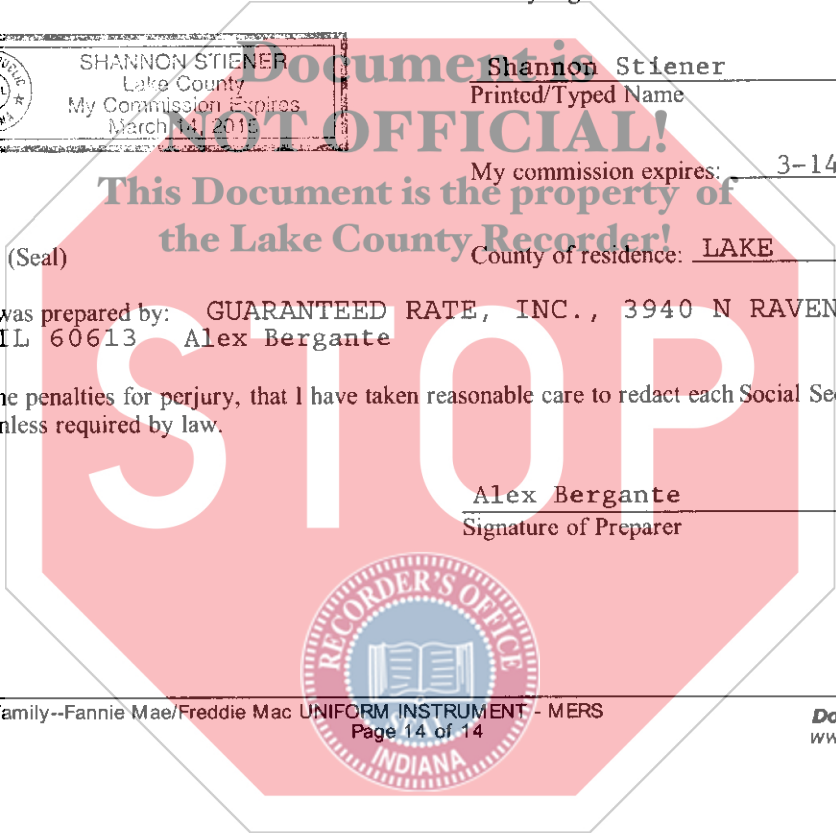 SHANNON STIENER
Lake County
My Commission Expires
March 14, 2015
Shannon Stiener
Printed/Typed Name
Document is
NOT OFFICIAL!
This Document is the property of
the Lake County Recorder!
My commission expires: 3-14
(Seal)
County of residence: LAKE
was prepared by: GUARANTEED RATE, INC., 3940 N RAVEN
IL 60613 Alex Bergante
he penalties for perjury, that I have taken reasonable care to redact each Social Sec
nless required by law.
STOP
Alex Bergante
Signature of Preparer
RECORDER'S OFFICE
SEAL
INDIANA
amily--Fannie Mae/Freddie Mac UNIFORM INSTRUMENT - MERS
Page 14 of 14
Do
ww